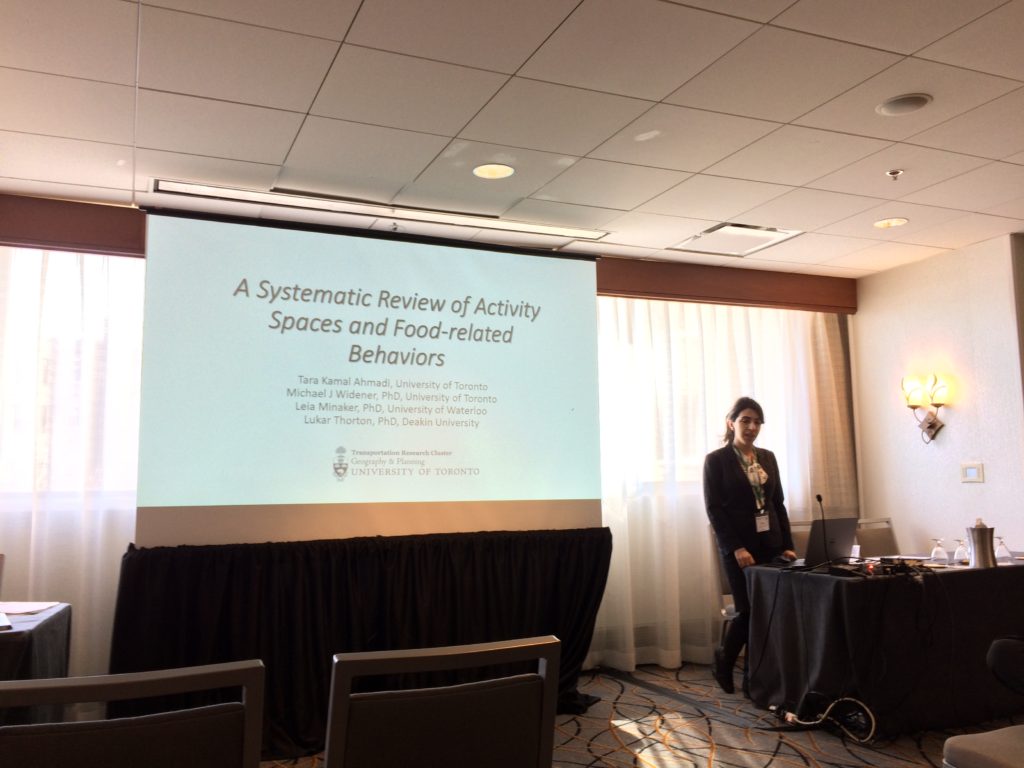 A Systematic Review of Activity
Spaces and Food-related
Behaviors
Tara Kamal Ahmadi, University of Toronto
Michael J Widener, PhD, University of Toronto
Leia Minaker, PhD, University of Waterloo
Lukar Thorton, PhD, Deakin University
Transportation Research Cluster
Geography & Planning
UNIVERSITY OF TORONTO